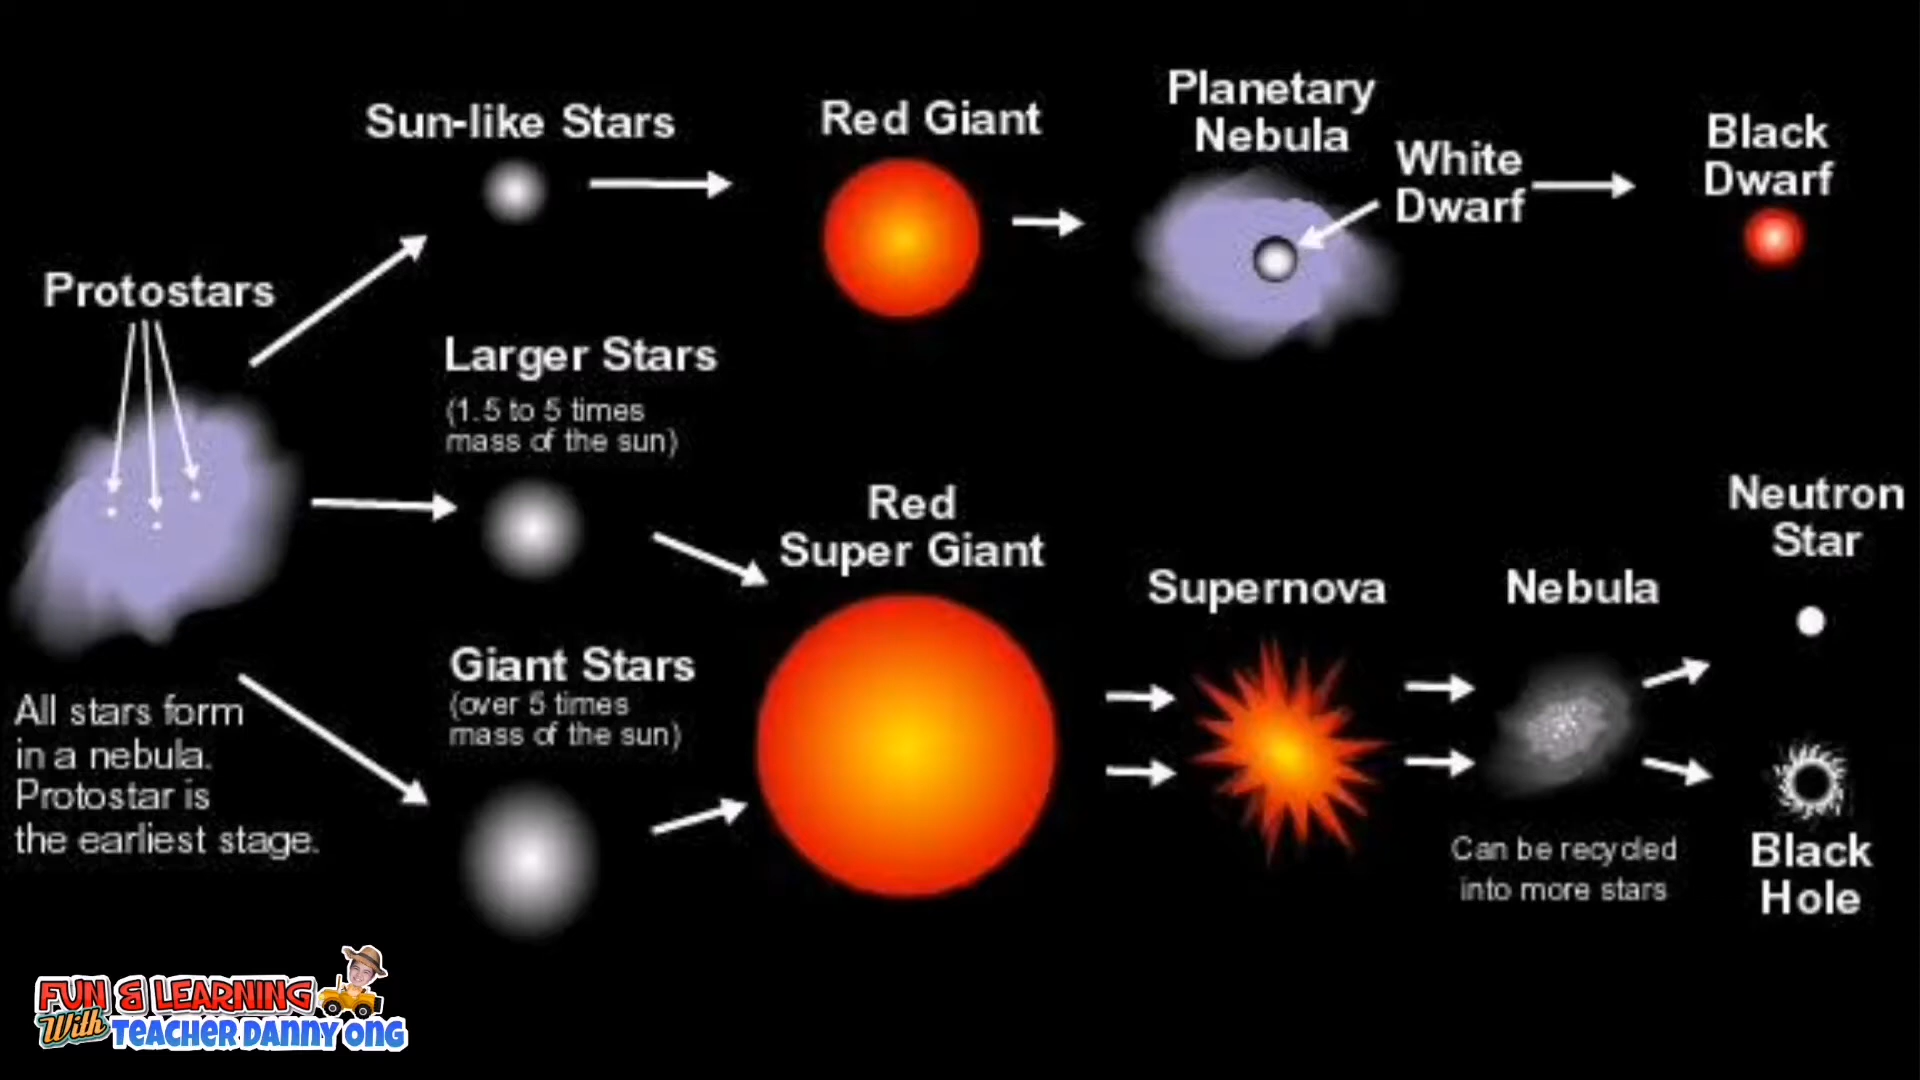 Protostars
All stars form
in a nebula.
Protostar is
the earliest stage.
Sun-like Stars
Red Giant
Planetary
Nebula
White
Dwarf
Black
Dwarf
Larger Stars
(1.5 to 5 times
mass of the sun)
Giant Stars
(over 5 times
mass of the sun)
Red
Super Giant
Supernova
Nebula
Can be recycled
into more stars
Neutron
Star
Black
Hole
FUN & LEARNING
With TEACHER DANNY ONG